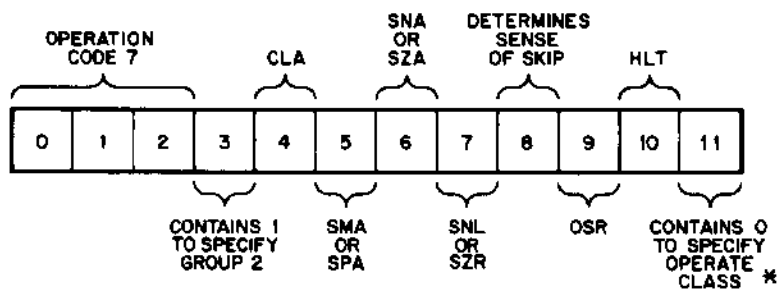 OPERATION
CODE 7
CLA
SNA
OR
SZA
DETERMINES
SENSE
OF SKIP
HLT
0 1 2 3 4 5 6 7 8 9 10 11
CONTAINS 1
TO SPECIFY
GROUP 2
SMA
OR
SPA
SNL
OR
SZR
OSR
CONTAINS 0
TO SPECIFY
OPERATE
CLASS *